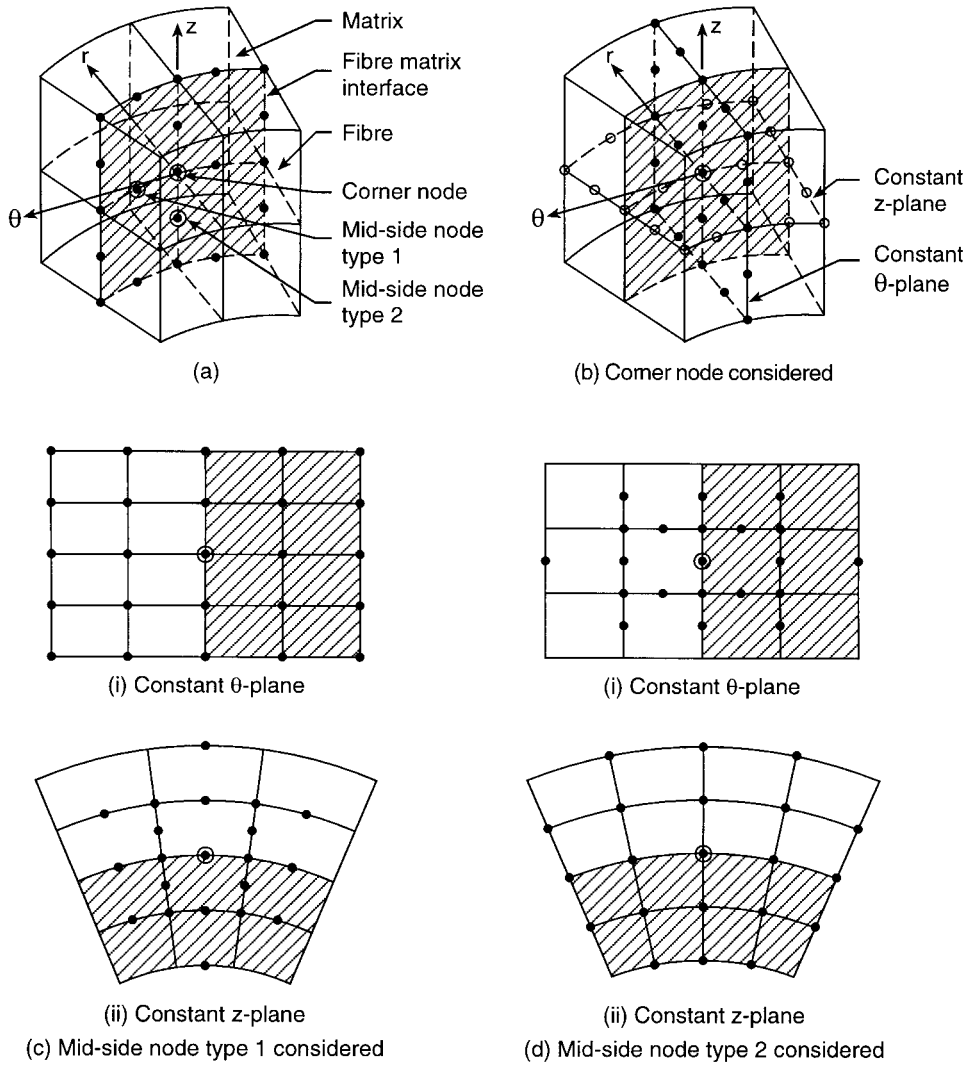 z
r
θ
Matrix
Fibre matrix
interface
Fibre
Corner node
Mid-side node
type 1
Mid-side node
type 2
(a)
z
r
θ
Constant
z-plane
Constant
θ-plane
(b) Corner node considered
(i) Constant θ-plane
(i) Constant θ-plane
(ii) Constant z-plane
(c) Mid-side node type 1 considered
(ii) Constant z-plane
(d) Mid-side node type 2 considered